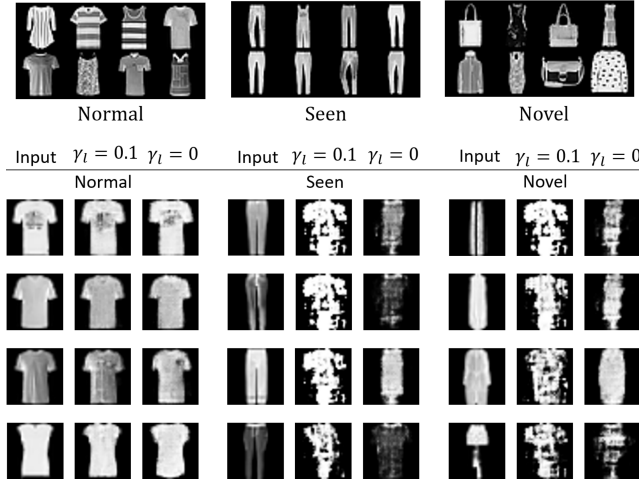 Normal Seen Novel
Input γₗ = 0.1 γₗ = 0 Input γₗ = 0.1 γₗ = 0 Input γₗ = 0.1 γₗ = 0
Normal Seen Novel